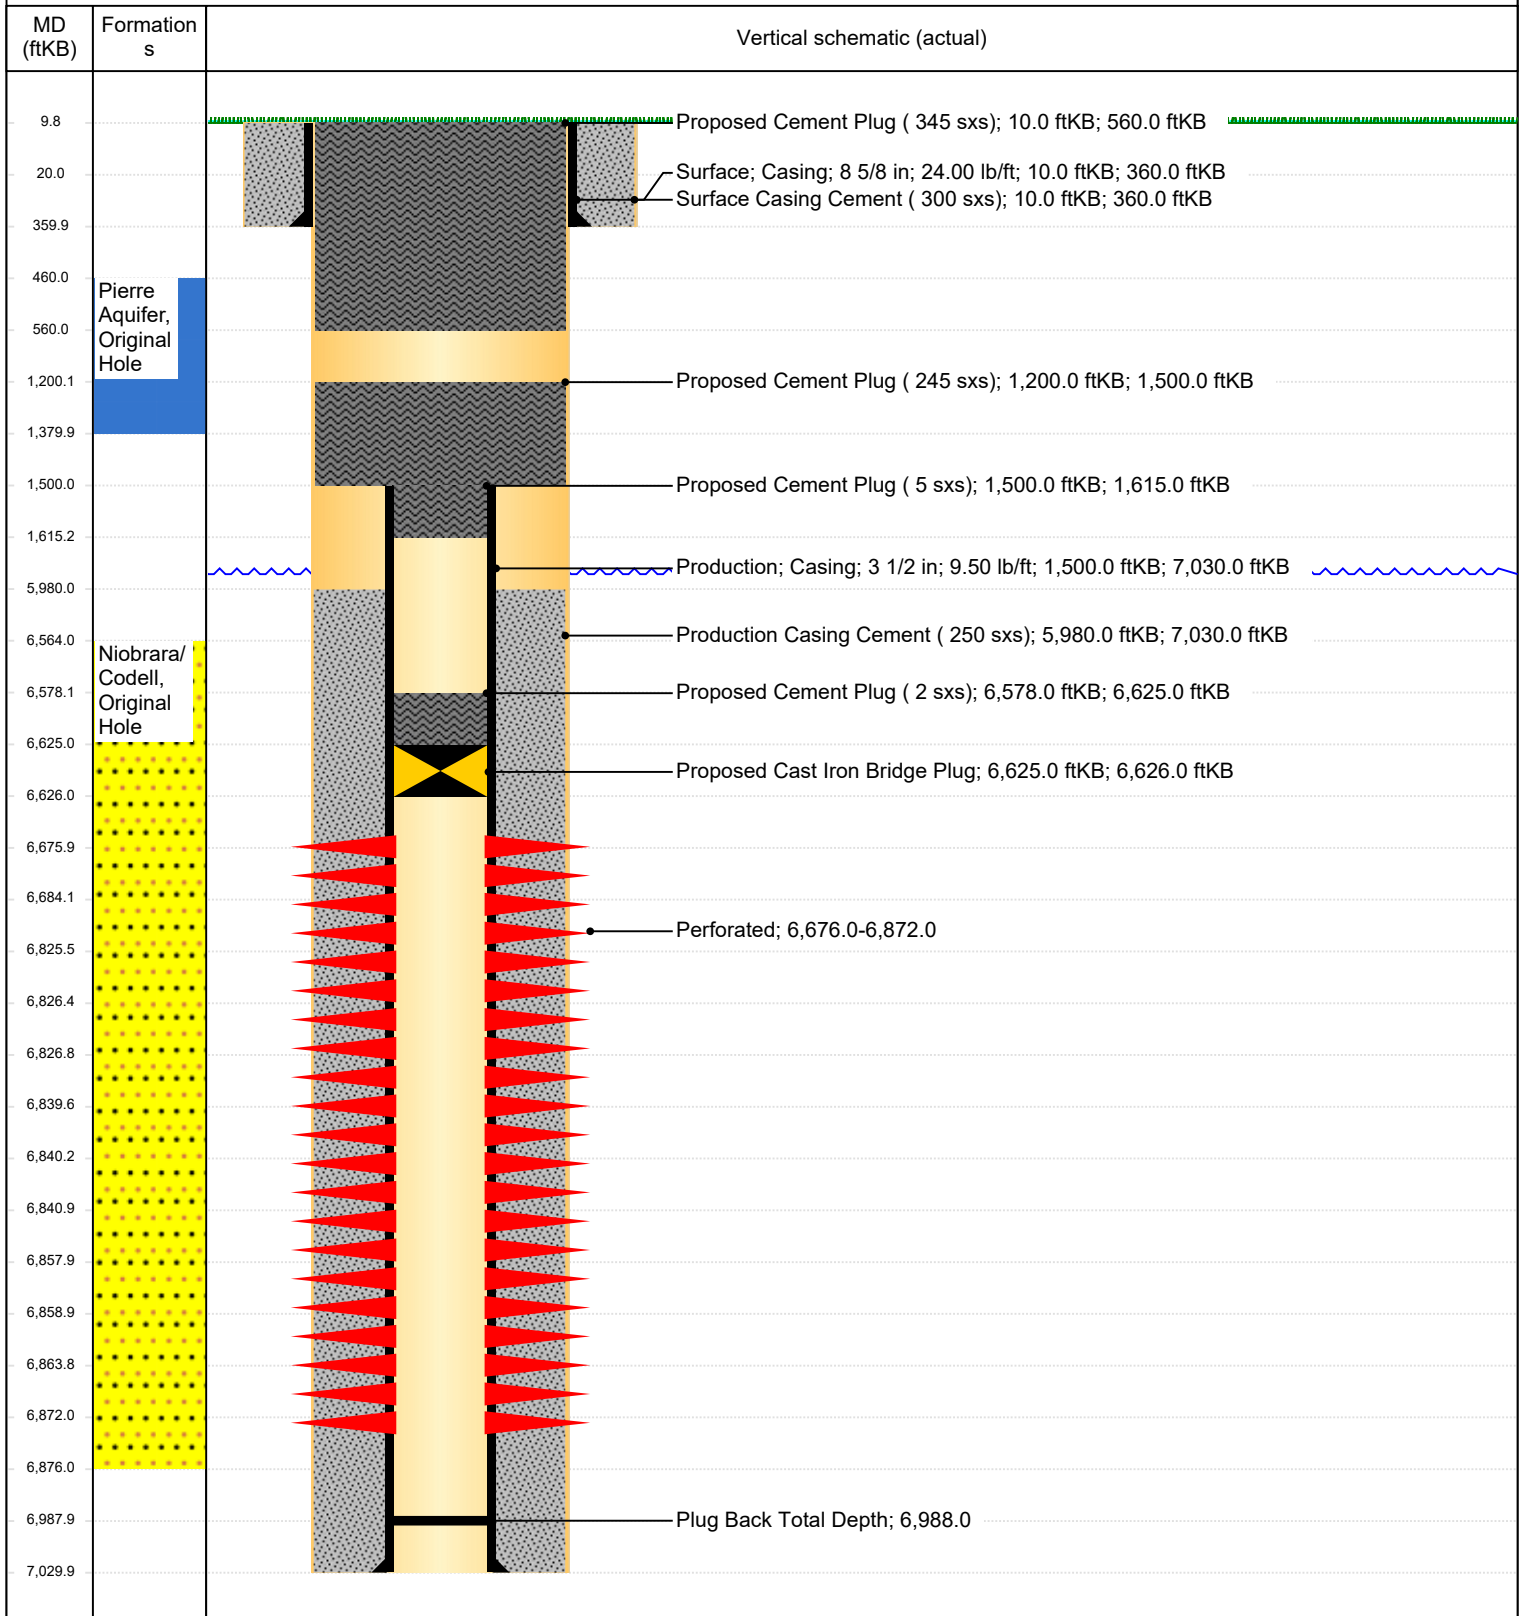 MD
(ftKB)
Formation
s
Vertical schematic (actual)
9.8
20.0
359.9
460.0
560.0
1,200.1
1,379.9
1,500.0
1,615.2
5,980.0
6,564.0
6,578.1
6,625.0
6,626.0
6,675.9
6,684.1
6,825.5
6,826.4
6,826.8
6,839.6
6,840.2
6,840.9
6,857.9
6,858.9
6,863.8
6,872.0
6,876.0
6,987.9
7,029.9
Pierre
Aquifer,
Original
Hole
Niobrara/
Codell,
Original
Hole
Proposed Cement Plug ( 345 sxs); 10.0 ftKB; 560.0 ftKB
Surface; Casing; 8 5/8 in; 24.00 lb/ft; 10.0 ftKB; 360.0 ftKB
Surface Casing Cement ( 300 sxs); 10.0 ftKB; 360.0 ftKB
Proposed Cement Plug ( 245 sxs); 1,200.0 ftKB; 1,500.0 ftKB
Proposed Cement Plug ( 5 sxs); 1,500.0 ftKB; 1,615.0 ftKB
Production; Casing; 3 1/2 in; 9.50 lb/ft; 1,500.0 ftKB; 7,030.0 ftKB
Production Casing Cement ( 250 sxs); 5,980.0 ftKB; 7,030.0 ftKB
Proposed Cement Plug ( 2 sxs); 6,578.0 ftKB; 6,625.0 ftKB
Proposed Cast Iron Bridge Plug; 6,625.0 ftKB; 6,626.0 ftKB
Perforated; 6,676.0-6,872.0
Plug Back Total Depth; 6,988.0